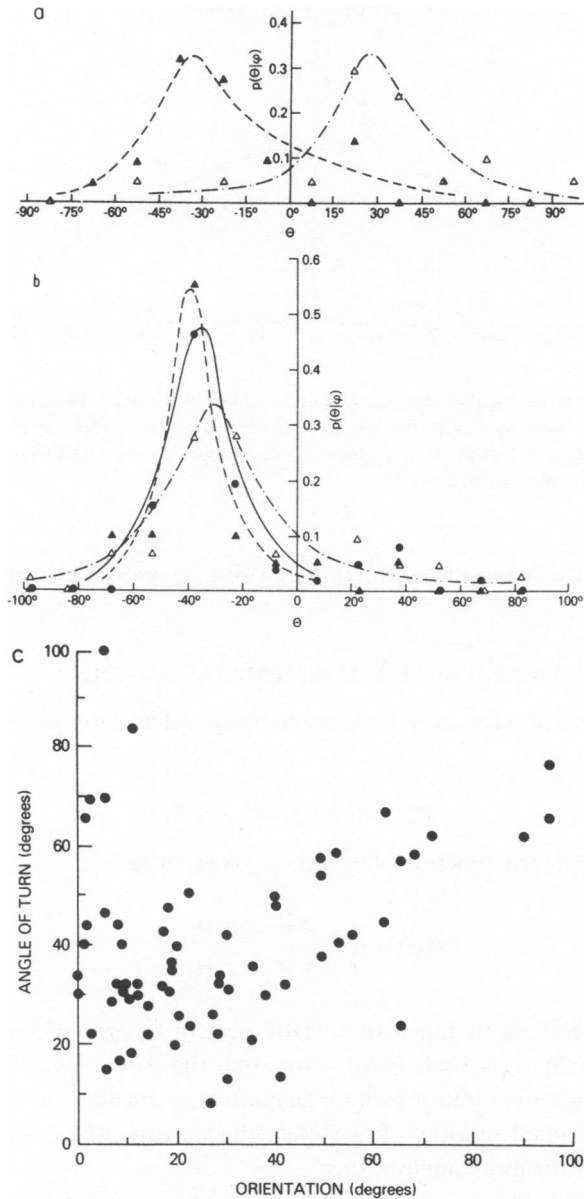 a
0.4
p(Θ|φ)
0.3
0.2
0.1
-90° -75° -60° -45° -30° -15° 0° 15° 30° 45° 60° 75° 90°
Θ
b
0.6
0.5
0.4
p(Θ|φ)
0.3
0.2
0.1
-100° -80° -60° -40° -20° 0° 20° 40° 60° 80° 100°
Θ
C
100
80
60
40
20
0
ANGLE OF TURN (degrees)
0 20 40 60 80 100
ORIENTATION (degrees)